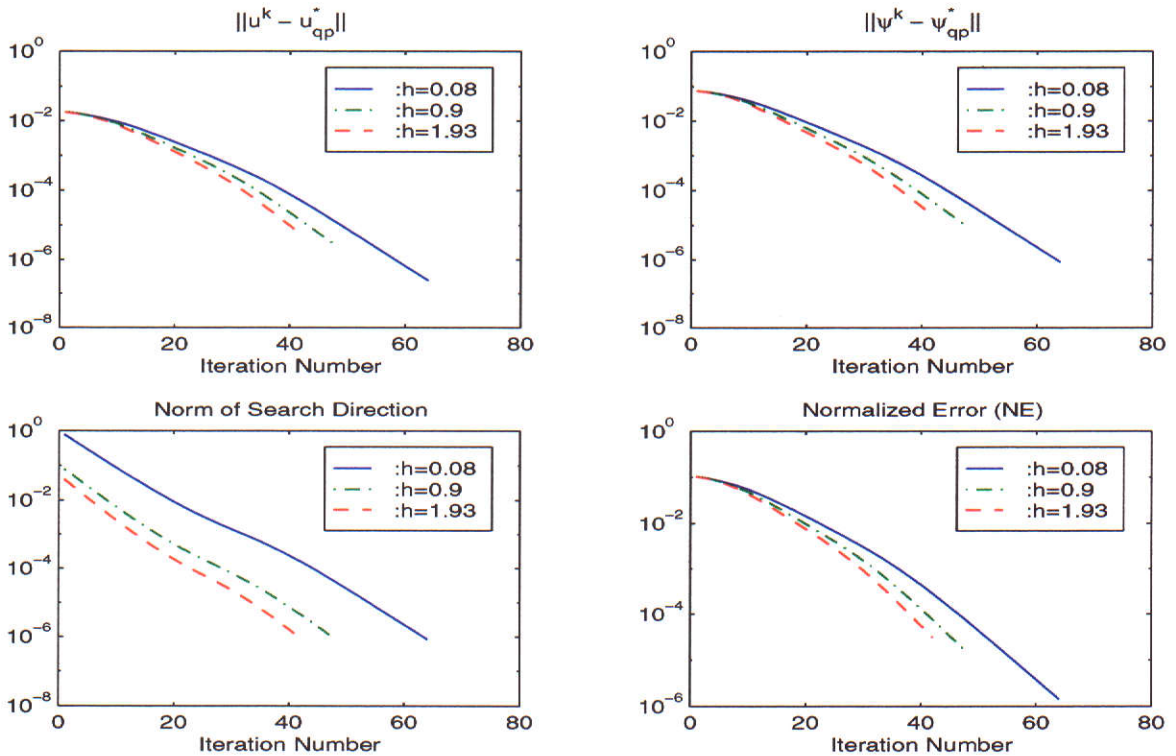 ||u^k − u^*_qp||
10^0
10^−2
10^−4
10^−6
10^−8
:h=0.08
:h=0.9
:h=1.93
0 20 40 60 80
Iteration Number
||ψ^k − ψ^*_qp||
10^0
10^−2
10^−4
10^−6
10^−8
:h=0.08
:h=0.9
:h=1.93
0 20 40 60 80
Iteration Number
Norm of Search Direction
10^0
10^−2
10^−4
10^−6
10^−8
:h=0.08
:h=0.9
:h=1.93
0 20 40 60 80
Iteration Number
Normalized Error (NE)
10^0
10^−2
10^−4
10^−6
:h=0.08
:h=0.9
:h=1.93
0 20 40 60 80
Iteration Number